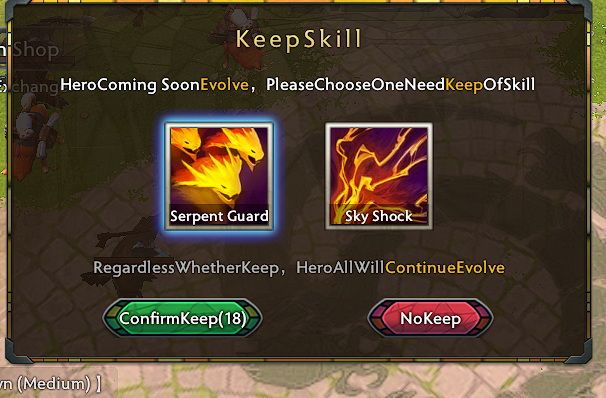 KeepSkill
Shop
HeroComing SoonEvolve，PleaseChooseOneNeedKeepOfSkill
Serpent Guard
Sky Shock
RegardlessWhetherKeep，HeroAllWillContinueEvolve
ConfirmKeep(18)
NoKeep
(Medium) 】